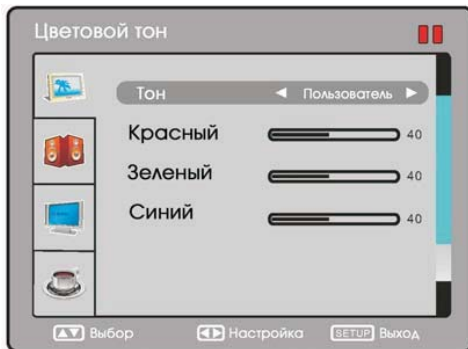 Цветовой тон
Тон Пользователь
Красный 40
Зеленый 40
Синий 40
Выбор Настройка SETUP Выход